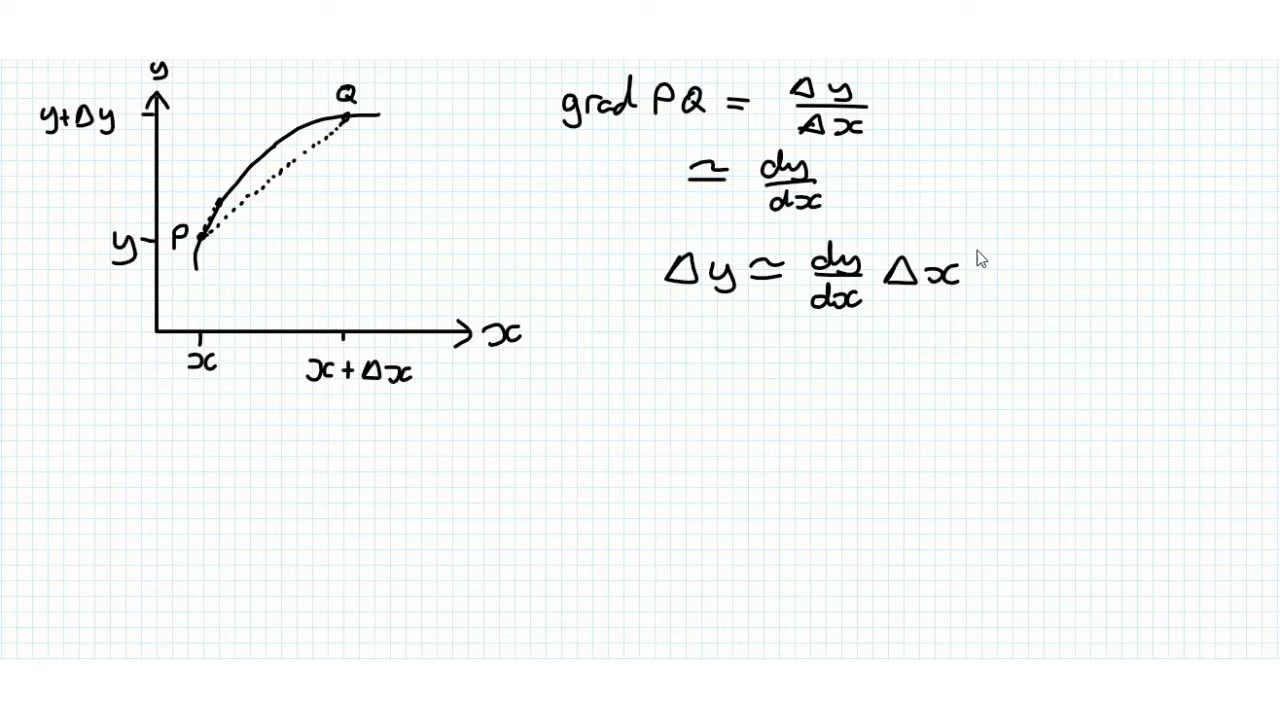 y
y+Δy
Q
P
y
x
x
x+Δx
grad PQ = Δy/Δx
≃ dy/dx
Δy ≃ dy/dx Δx